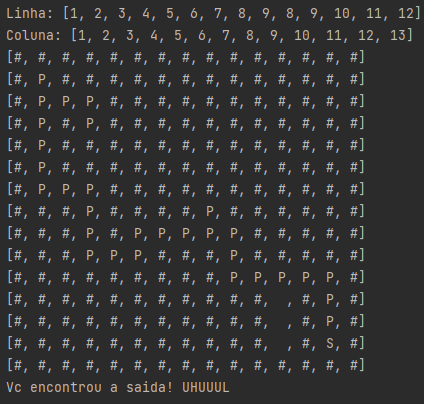 Linha: [1, 2, 3, 4, 5, 6, 7, 8, 9, 8, 9, 10, 11, 12]
Coluna: [1, 2, 3, 4, 5, 6, 7, 8, 9, 10, 11, 12, 13]
[#, #, #, #, #, #, #, #, #, #, #, #, #, #, #]
[#, P, #, #, #, #, #, #, #, #, #, #, #, #, #]
[#, P, P, P, #, #, #, #, #, #, #, #, #, #, #]
[#, P, #, P, #, #, #, #, #, #, #, #, #, #, #]
[#, P, #, #, #, #, #, #, #, #, #, #, #, #, #]
[#, P, #, #, #, #, #, #, #, #, #, #, #, #, #]
[#, P, P, P, #, #, #, #, #, #, #, #, #, #, #]
[#, #, #, P, #, #, #, #, P, #, #, #, #, #, #]
[#, #, #, P, #, P, P, P, P, P, #, #, #, #, #]
[#, #, #, P, P, P, #, #, #, P, #, #, #, #, #]
[#, #, #, #, #, #, #, #, #, P, P, P, P, P, #]
[#, #, #, #, #, #, #, #, #, #, #,  , #, P, #]
[#, #, #, #, #, #, #, #, #, #, #,  , #, P, #]
[#, #, #, #, #, #, #, #, #, #, #,  , #, S, #]
[#, #, #, #, #, #, #, #, #, #, #, #, #, #, #]
Vc encontrou a saida! UHUUUL